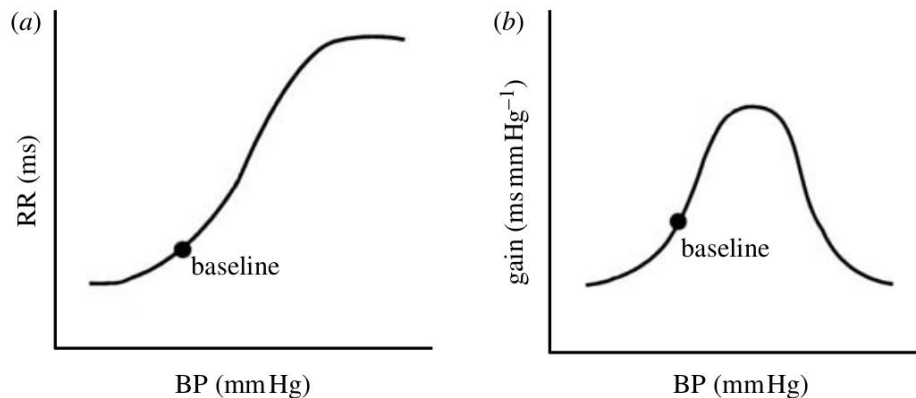 (a)
RR (ms)
baseline
BP (mm Hg)
(b)
gain (ms mm Hg⁻¹)
baseline
BP (mm Hg)